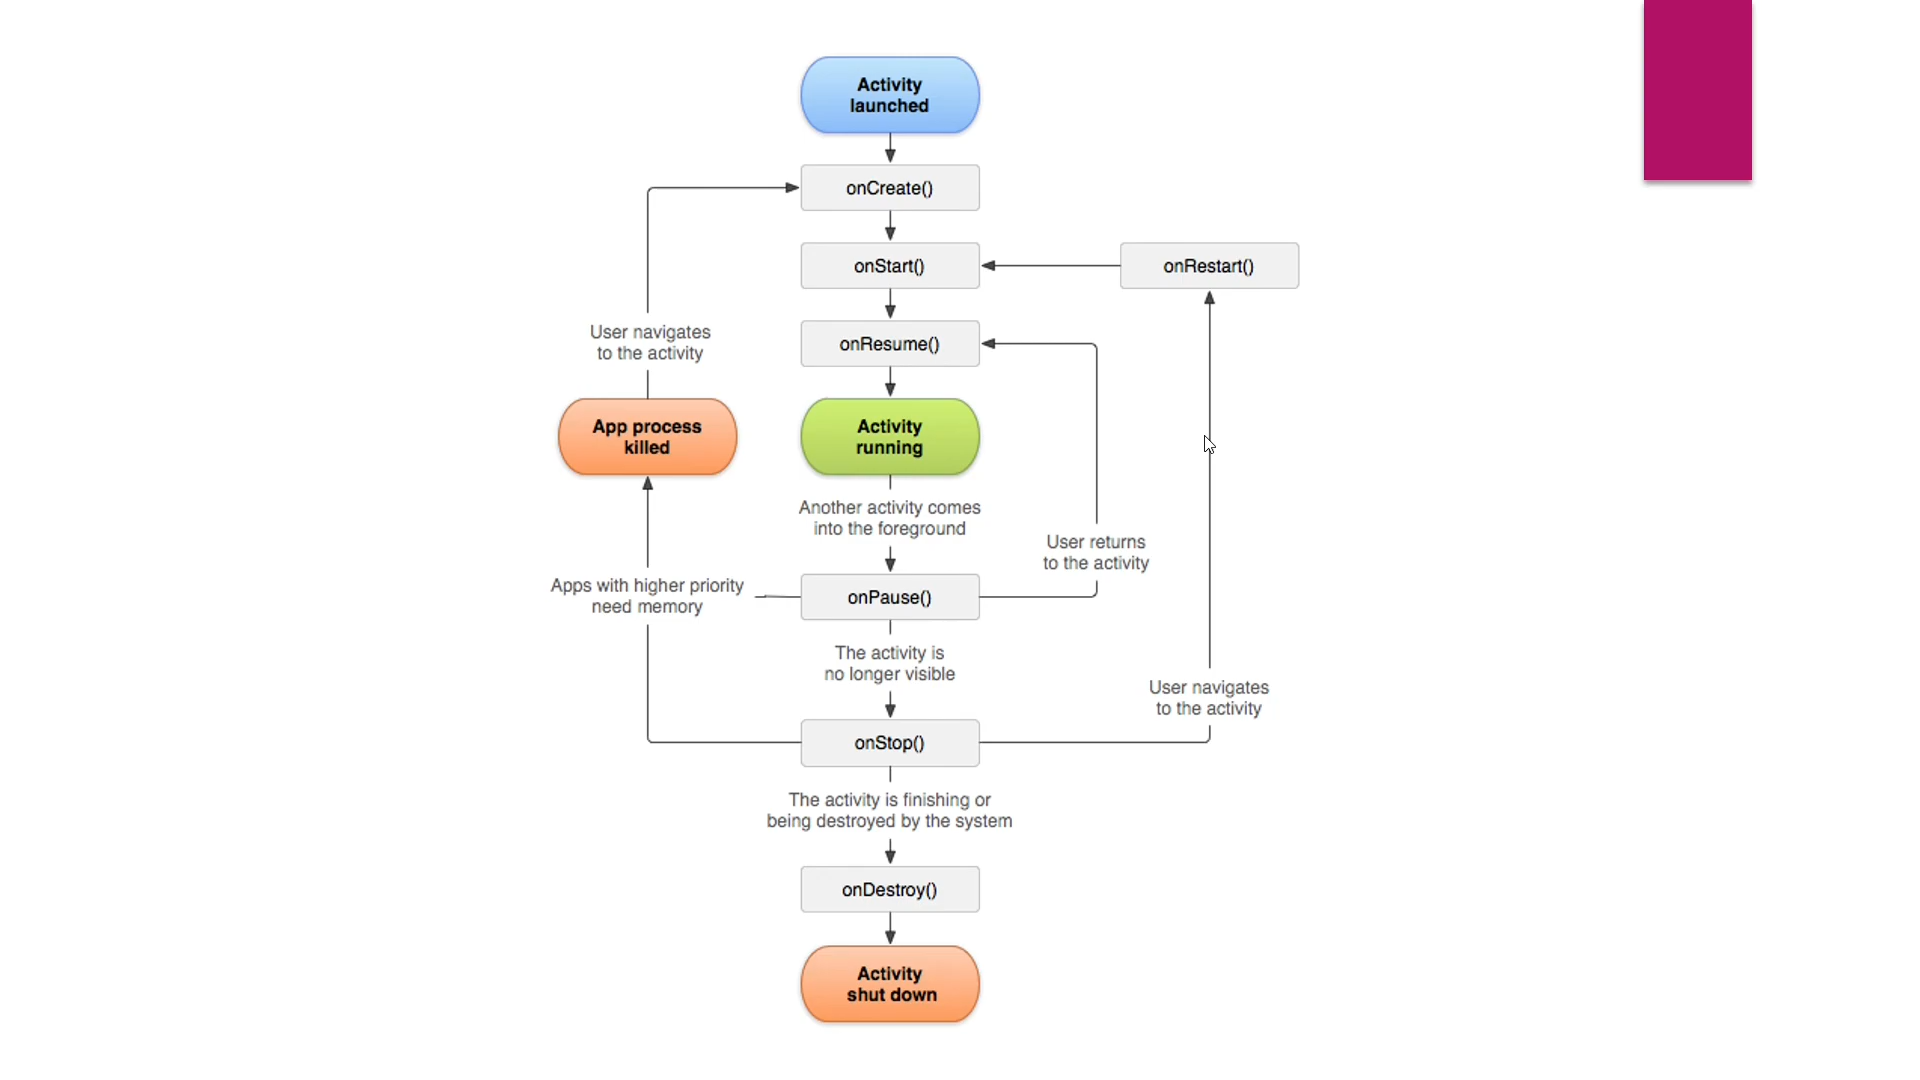 Activity
launched
onCreate()
onStart()
onRestart()
User navigates
to the activity
onResume()
App process
killed
Activity
running
Another activity comes
into the foreground
User returns
to the activity
Apps with higher priority
need memory
onPause()
The activity is
no longer visible
User navigates
to the activity
onStop()
The activity is finishing or
being destroyed by the system
onDestroy()
Activity
shut down